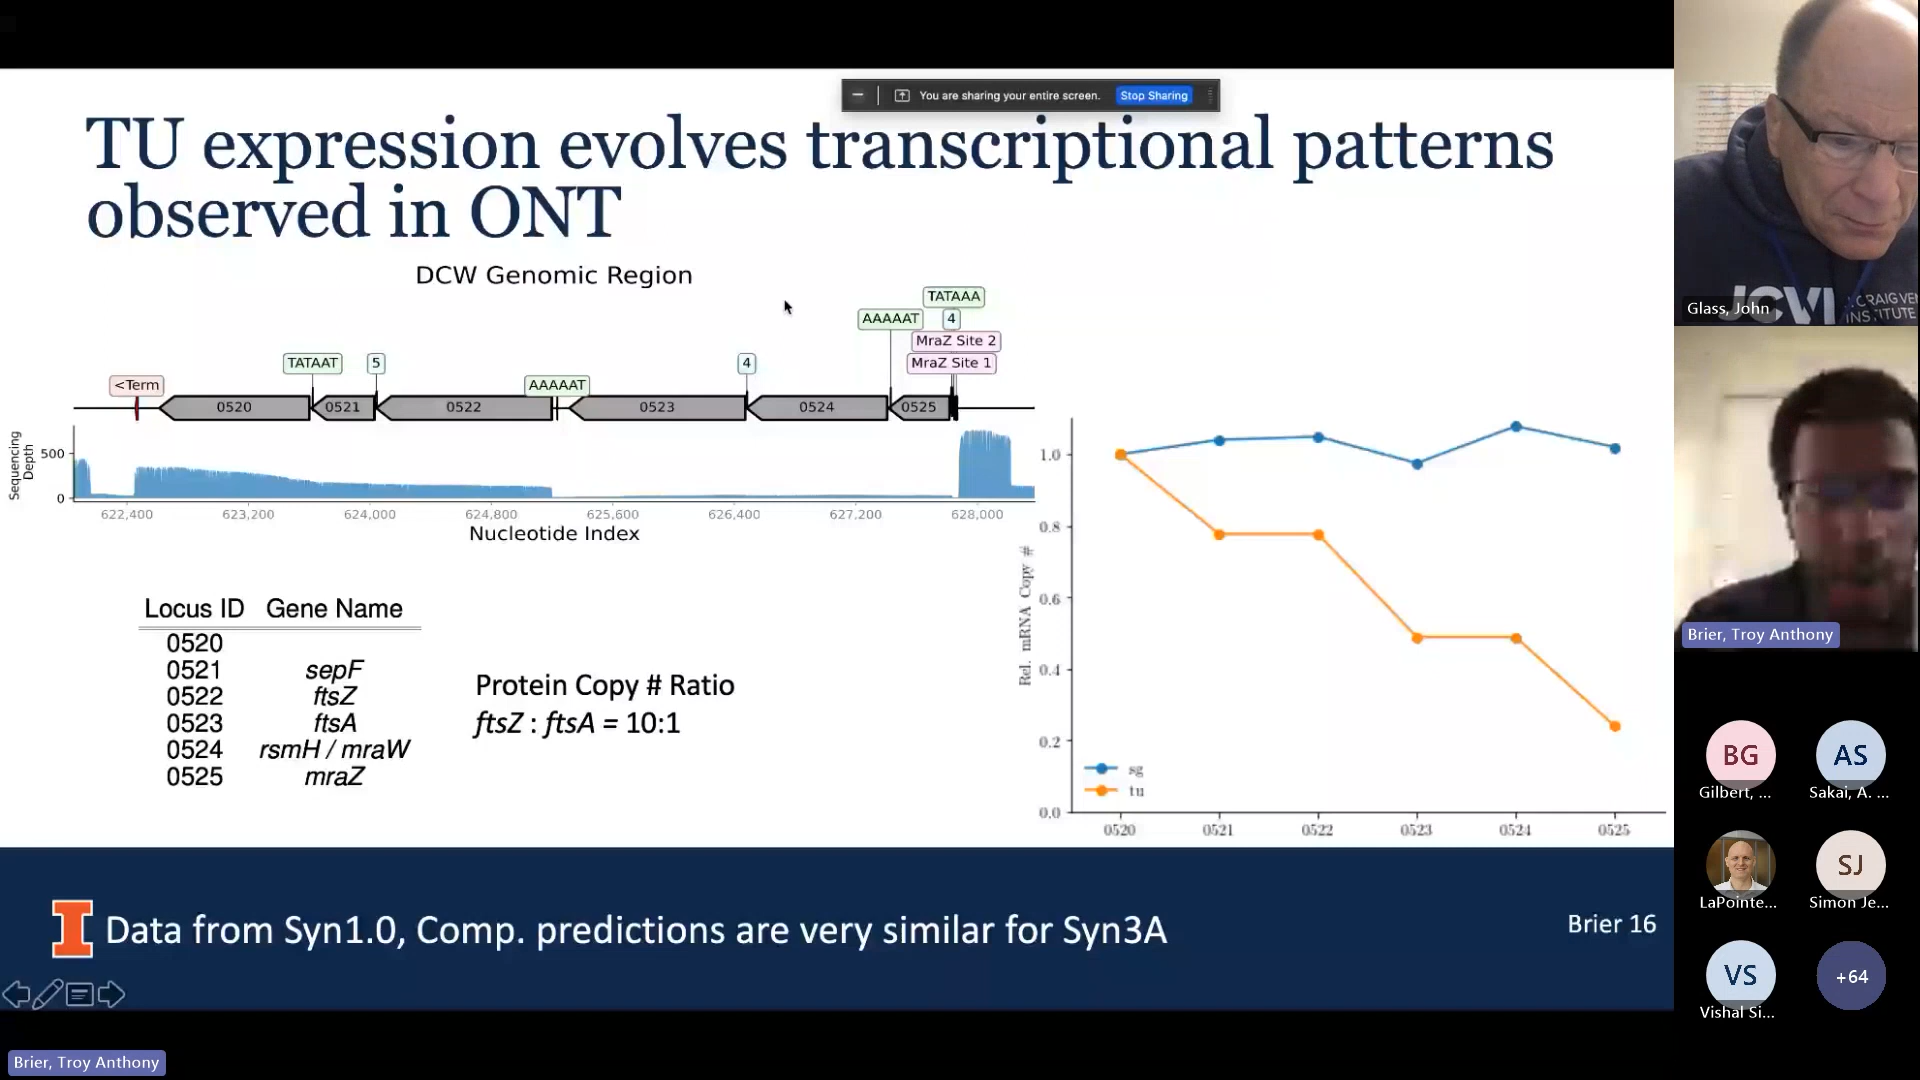 You are sharing your entire screen.
Stop Sharing
TU expression evolves transcriptional patterns
observed in ONT
DCW Genomic Region
TATAAA
AAAAAT
4
MraZ Site 2
TATAAT
5
4
MraZ Site 1
<Term
AAAAAT
0520
0521
0522
0523
0524
0525
Sequencing
Depth
500
0
622,400
623,200
624,000
624,800
625,600
626,400
627,200
628,000
Nucleotide Index
Locus ID Gene Name
0520
0521 sepF
0522 ftsZ
0523 ftsA
0524 rsmH / mraW
0525 mraZ
Protein Copy # Ratio
ftsZ : ftsA = 10:1
Rel. mRNA Copy #
1.0
0.8
0.6
0.4
0.2
0.0
sg
tu
0520
0521
0522
0523
0524
0525
I
Data from Syn1.0, Comp. predictions are very similar for Syn3A
Brier 16
Brier, Troy Anthony
JCVI
J. CRAIG VE
INSTITUTE
Glass, John
Brier, Troy Anthony
BG
Gilbert, ...
AS
Sakai, A. ...
LaPointe...
SJ
Simon Je...
VS
Vishal Si...
+64